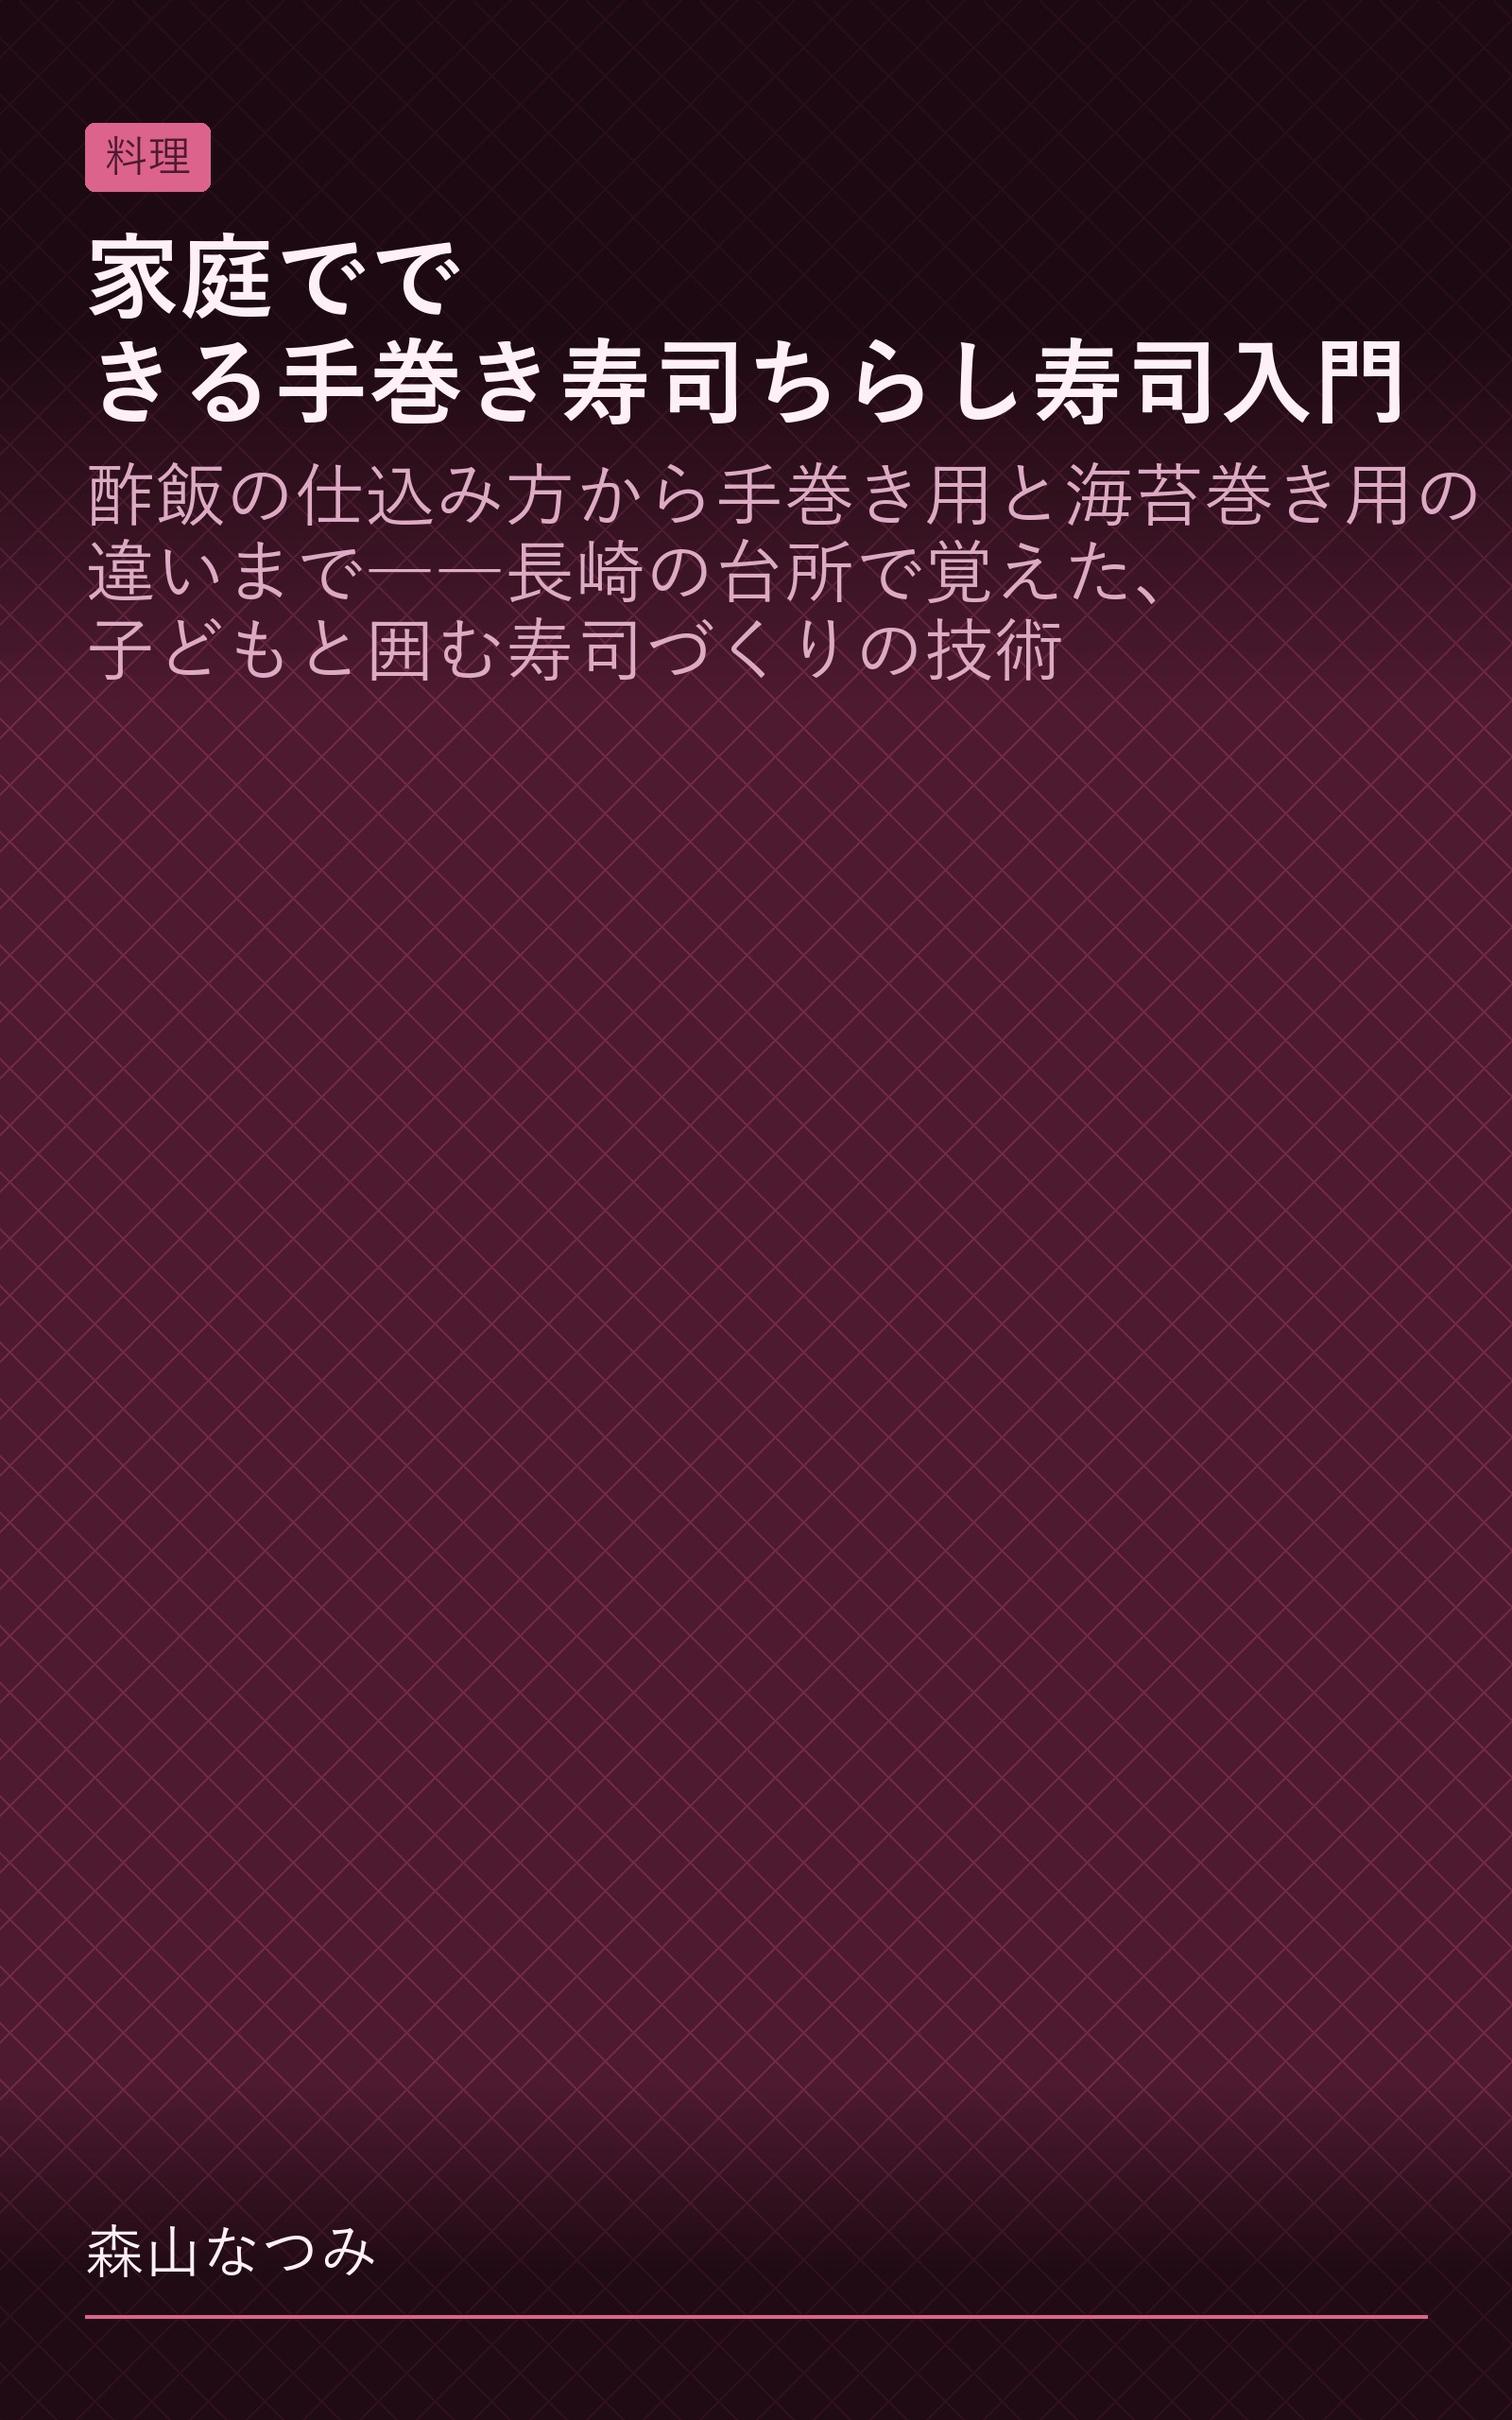 料理
家庭でで
きる手巻き寿司ちらし寿司入門
酢飯の仕込み方から手巻き用と海苔巻き用の
違いまで——長崎の台所で覚えた、
子どもと囲む寿司づくりの技術
森山なつみ